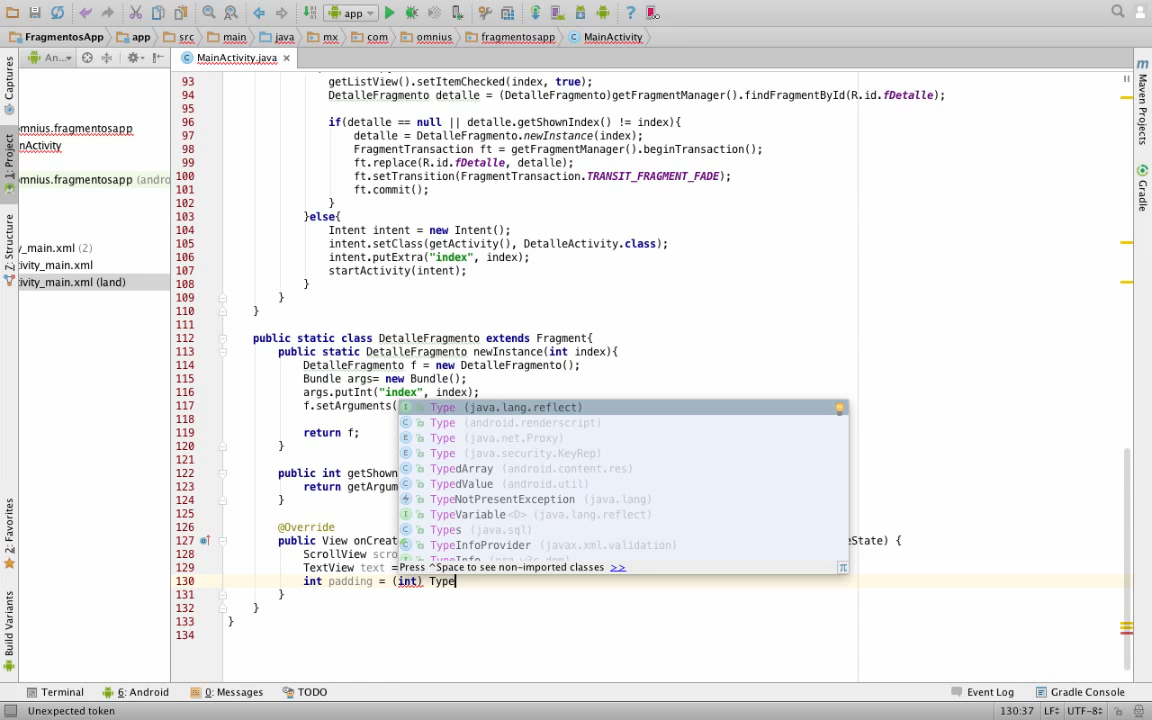 app
FragmentosApp app src main java mx com omnius fragmentosapp MainActivity
An... MainActivity.java
Captures
1: Project
Z: Structure
2: Favorites
Build Variants
Maven Projects
Gradle
omnius.fragmentosapp
nActivity
omnius.fragmentosapp (andro
y_main.xml (2)
ivity_main.xml
ivity_main.xml (land)
93 getListView().setItemChecked(index, true);
94 DetalleFragmento detalle = (DetalleFragmento)getFragmentManager().findFragmentById(R.id.fDetalle);
95
96 if(detalle == null || detalle.getShownIndex() != index){
97 detalle = DetalleFragmento.newInstance(index);
98 FragmentTransaction ft = getFragmentManager().beginTransaction();
99 ft.replace(R.id.fDetalle, detalle);
100 ft.setTransition(FragmentTransaction.TRANSIT_FRAGMENT_FADE);
101 ft.commit();
102 }
103 }else{
104 Intent intent = new Intent();
105 intent.setClass(getActivity(), DetalleActivity.class);
106 intent.putExtra("index", index);
107 startActivity(intent);
108 }
109 }
110 }
111
112 public static class DetalleFragmento extends Fragment{
113 public static DetalleFragmento newInstance(int index){
114 DetalleFragmento f = new DetalleFragmento();
115 Bundle args= new Bundle();
116 args.putInt("index", index);
117 f.setArguments(
118
119 return f;
120 }
121
122 public int getShown
123 return getArgum
124 }
125
126 @Override
127 public View onCreat eState) {
128 ScrollView scro
129 TextView text =
130 int padding = (int) Type
131 }
132 }
133 }
134
Type (java.lang.reflect)
Type (android.renderscript)
Type (java.net.Proxy)
Type (java.security.KeyRep)
TypedArray (android.content.res)
TypedValue (android.util)
TypeNotPresentException (java.lang)
TypeVariable<D> (java.lang.reflect)
Types (java.sql)
TypeInfoProvider (javax.xml.validation)
TypeInfo (org.w3c.dom)
Press ^Space to see non-imported classes >>
Terminal 6: Android 0: Messages TODO Event Log Gradle Console
Unexpected token 130:37 LF UTF-8